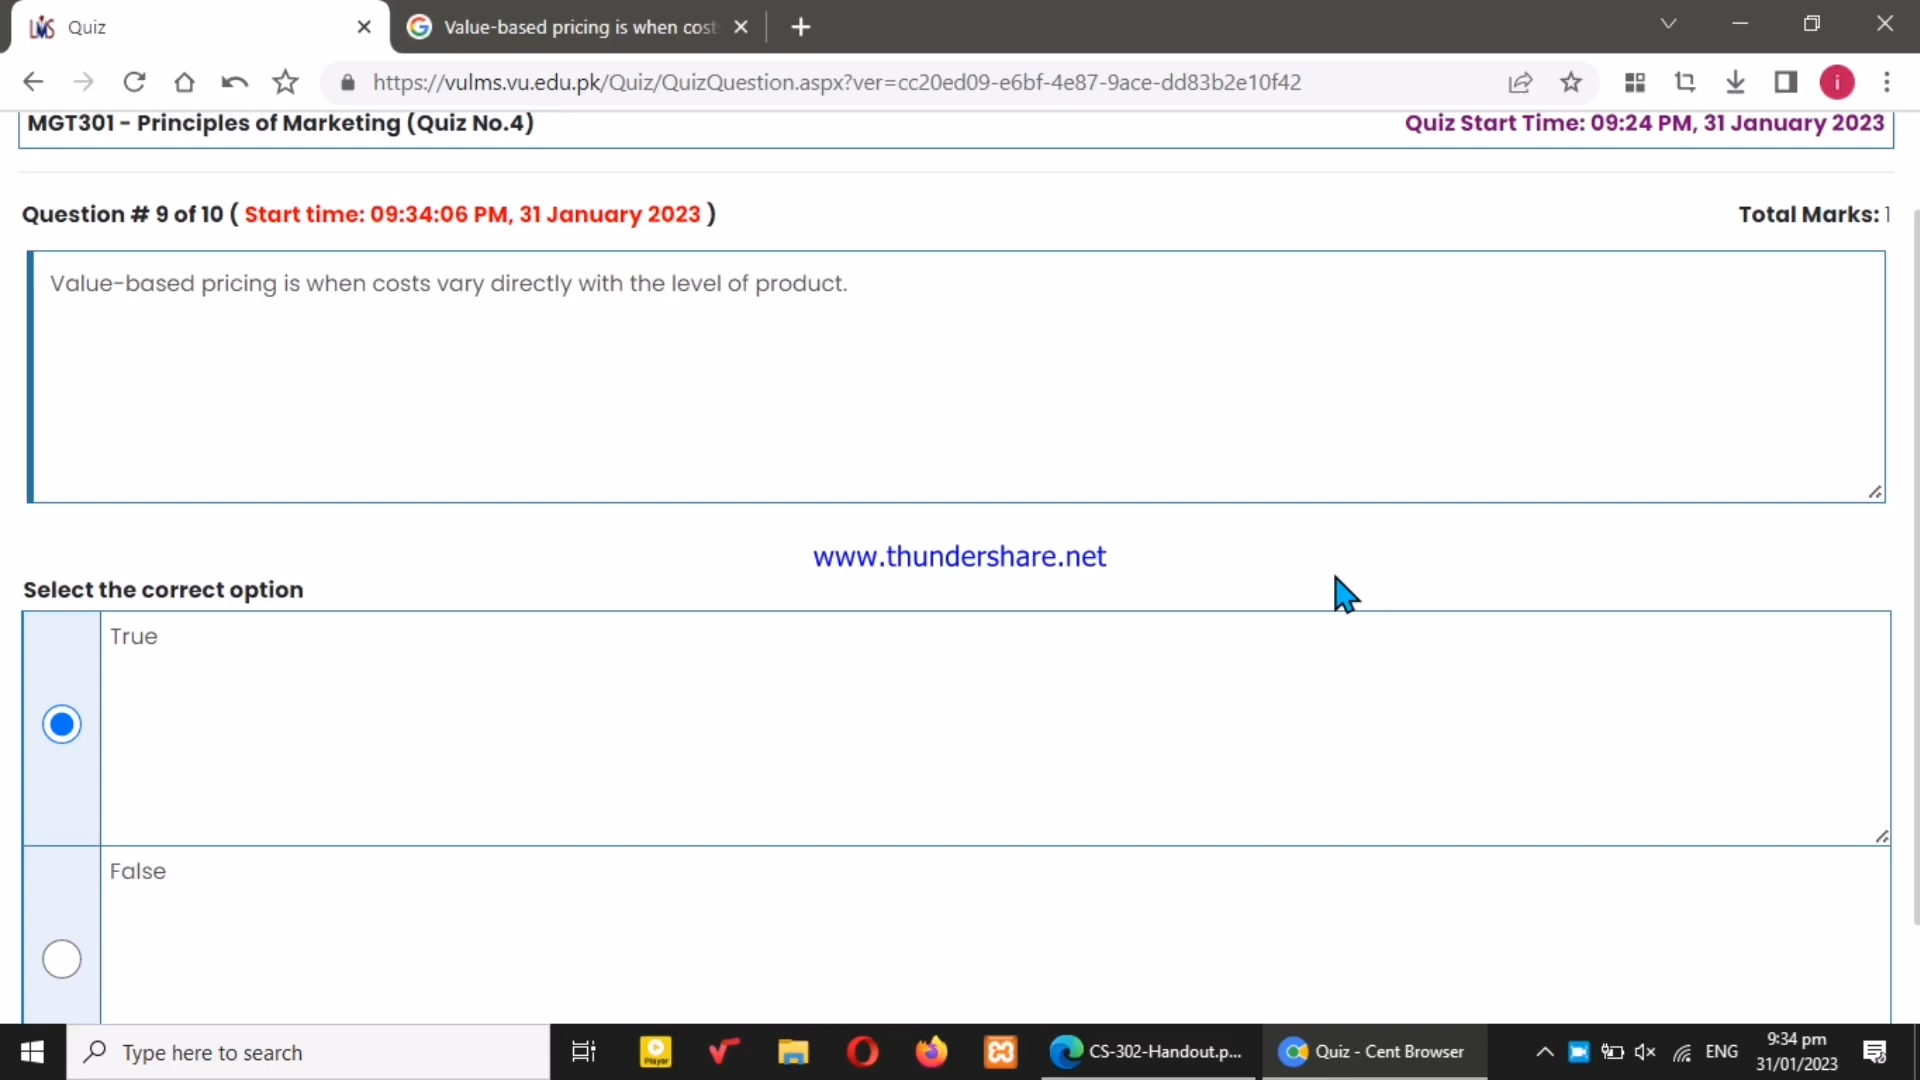 LMS Quiz
Value-based pricing is when cost
https://vulms.vu.edu.pk/Quiz/QuizQuestion.aspx?ver=cc20ed09-e6bf-4e87-9ace-dd83b2e10f42
i
MGT301 - Principles of Marketing (Quiz No.4)
Quiz Start Time: 09:24 PM, 31 January 2023
Question # 9 of 10 ( Start time: 09:34:06 PM, 31 January 2023 )
Total Marks: 1
Value-based pricing is when costs vary directly with the level of product.
www.thundershare.net
Select the correct option
True
False
Type here to search
Player
CS-302-Handout.p...
Quiz - Cent Browser
ENG
9:34 pm
31/01/2023